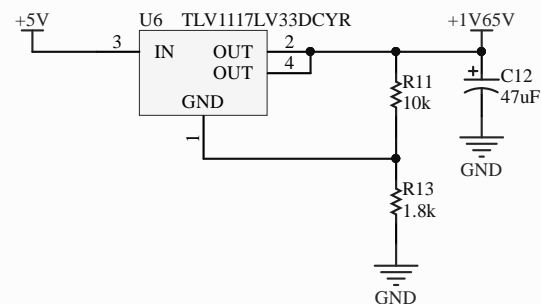 +5V
U6 TLV1117LV33DCYR
+1V65V
3 IN OUT 2
OUT 4
GND
1
R11
10k
C12
47uF
GND
R13
1.8k
GND